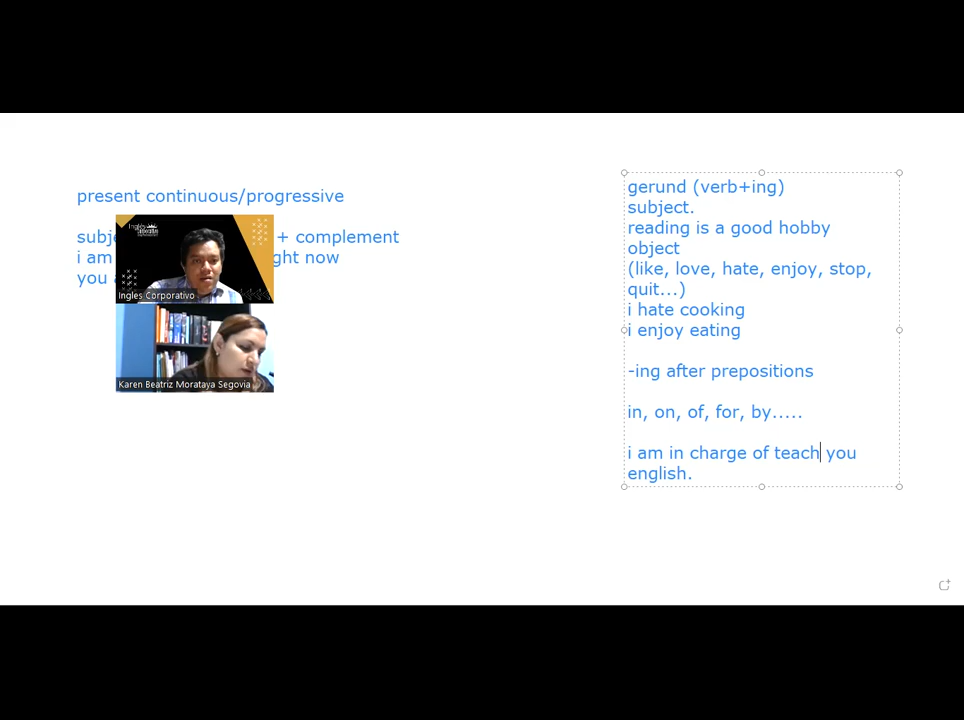 present continuous/progressive
subje + complement
i am ght now
you
Ingles Corporativo
Karen Beatriz Morataya Segovia
gerund (verb+ing)
subject.
reading is a good hobby
object
(like, love, hate, enjoy, stop,
quit...)
i hate cooking
i enjoy eating
-ing after prepositions
in, on, of, for, by.....
i am in charge of teach you
english.